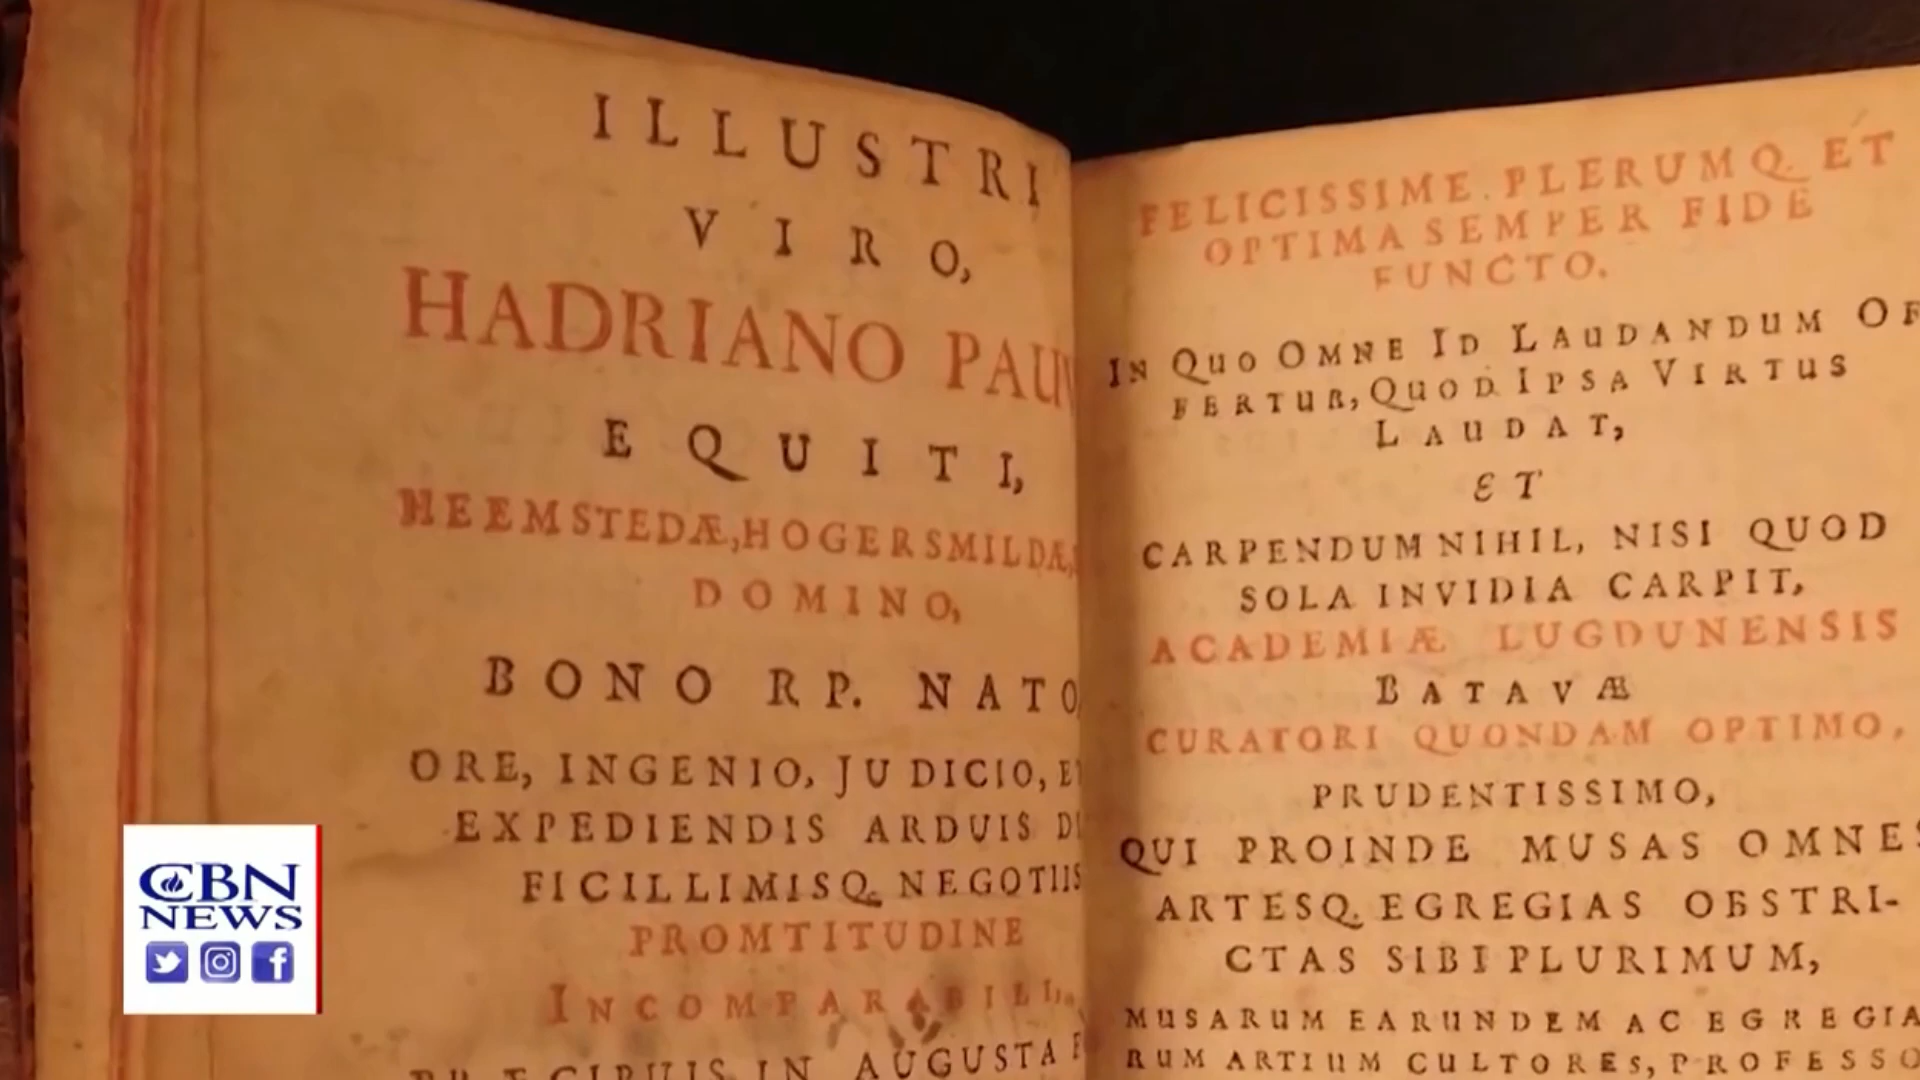 ILLUSTRI
VIRO,
HADRIANO PAUW
EQUITI,
HEEMSTEDÆ, HOGERSMILDÆ,
DOMINO,
BONO RP. NATO
ORE, INGENIO, JUDICIO, ET
EXPEDIENDIS ARDUIS DI
FICILLIMISQ. NEGOTIIS
PROMTITUDINE
INCOMPARABILI,
PRÆCIPUIS IN AUGUSTA
FELICISSIME PLERUMQ. ET
OPTIMA SEMPER FIDE
FUNCTO.
IN QUO OMNE ID LAUDANDUM OF
FERTUR, QUOD IPSA VIRTUS
LAUDAT,
ET
CARPENDUM NIHIL, NISI QUOD
SOLA INVIDIA CARPIT,
ACADEMIÆ LUGDUNENSIS
BATAVÆ
CURATORI QUONDAM OPTIMO,
PRUDENTISSIMO,
QUI PROINDE MUSAS OMNES
ARTESQ. EGREGIAS OBSTRI-
CTAS SIBI PLURIMUM,
MUSARUM EARUNDEM AC EGREGIA
RUM ARTIUM CULTORES, PROFESSO
CBN
NEWS